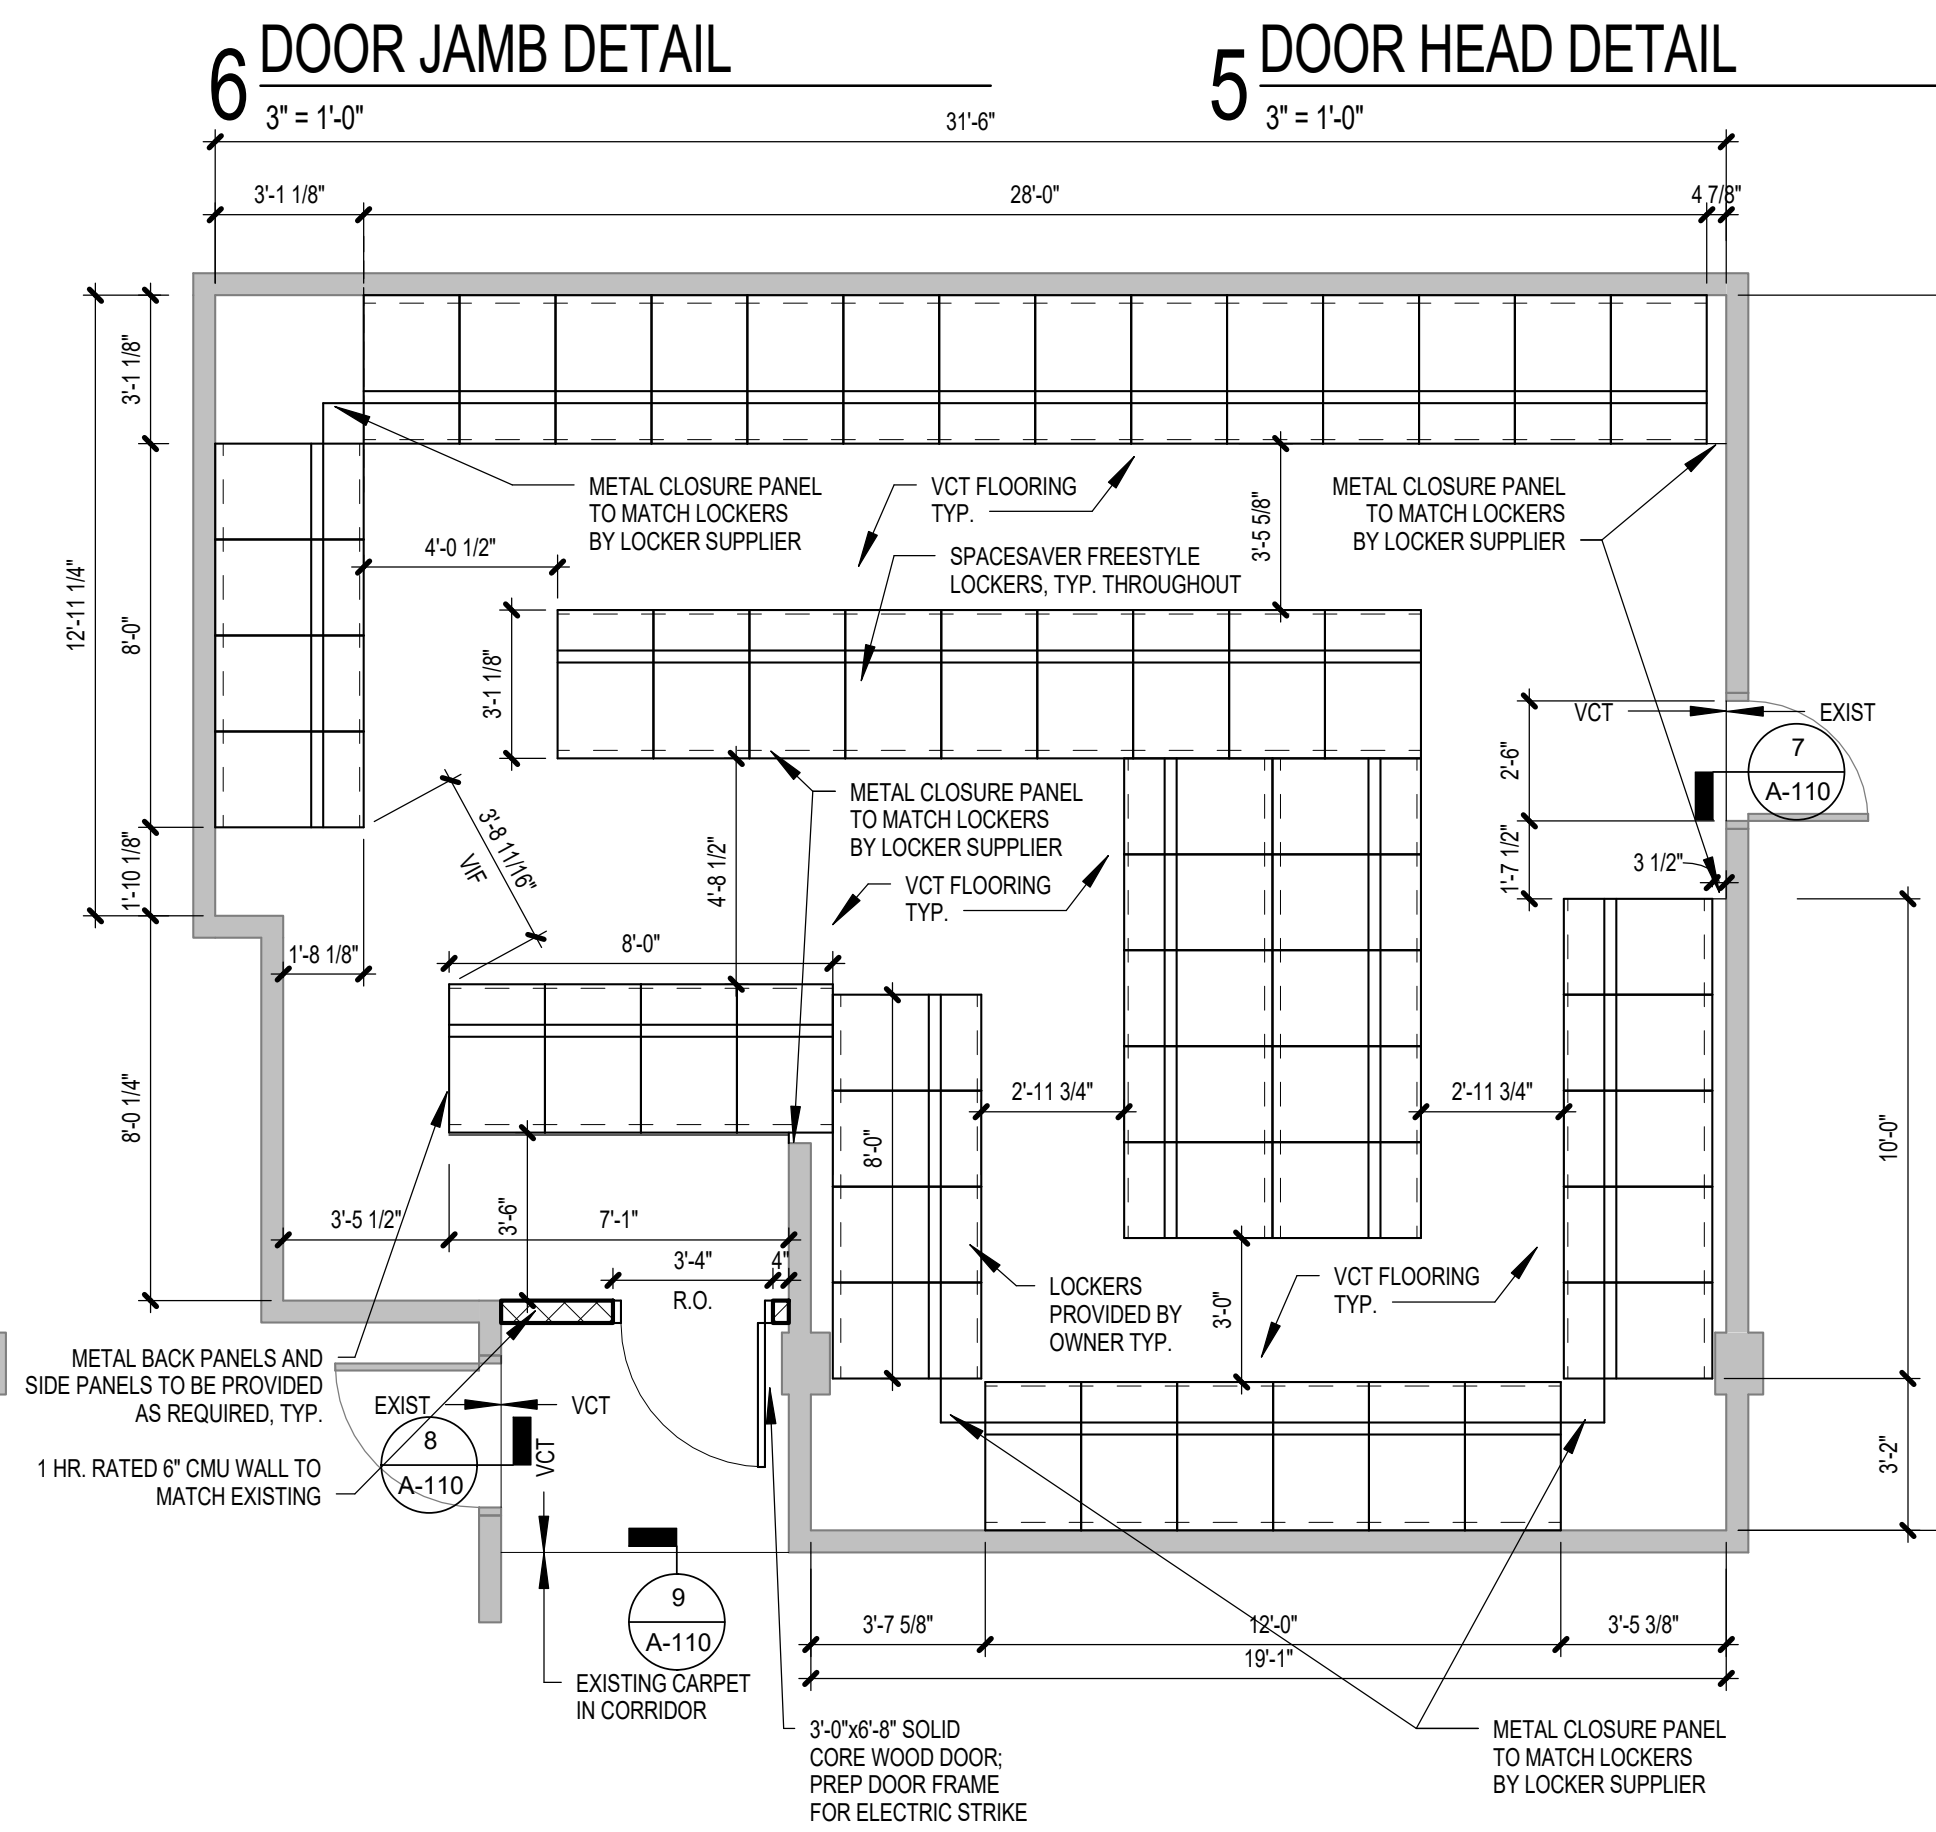 6 DOOR JAMB DETAIL
3" = 1'-0"
5 DOOR HEAD DETAIL
3" = 1'-0"
31'-6"
3'-1 1/8"
28'-0"
4 7/8"
3'-1 1/8"
12'-11 1/4"
8'-0"
1'-10 1/8"
8'-0 1/4"
METAL CLOSURE PANEL
TO MATCH LOCKERS
BY LOCKER SUPPLIER
VCT FLOORING
TYP.
METAL CLOSURE PANEL
TO MATCH LOCKERS
BY LOCKER SUPPLIER
3'-5 5/8"
4'-0 1/2"
SPACESAVER FREESTYLE
LOCKERS, TYP. THROUGHOUT
3'-1 1/8"
VCT
EXIST
2'-6"
7
A-110
1'-7 1/2"
3 1/2"
METAL CLOSURE PANEL
TO MATCH LOCKERS
BY LOCKER SUPPLIER
3'-8 11/16"
VIF
4'-8 1/2"
VCT FLOORING
TYP.
1'-8 1/8"
8'-0"
2'-11 3/4"
2'-11 3/4"
8'-0"
10'-0"
3'-5 1/2"
3'-6"
7'-1"
3'-4"
R.O.
4"
LOCKERS
PROVIDED BY
OWNER TYP.
3'-0"
VCT FLOORING
TYP.
METAL BACK PANELS AND
SIDE PANELS TO BE PROVIDED
AS REQUIRED, TYP.
EXIST
VCT
8
A-110
VCT
1 HR. RATED 6" CMU WALL TO
MATCH EXISTING
3'-2"
9
A-110
3'-7 5/8"
12'-0"
3'-5 3/8"
19'-1"
EXISTING CARPET
IN CORRIDOR
3'-0"x6'-8" SOLID
CORE WOOD DOOR;
PREP DOOR FRAME
FOR ELECTRIC STRIKE
METAL CLOSURE PANEL
TO MATCH LOCKERS
BY LOCKER SUPPLIER